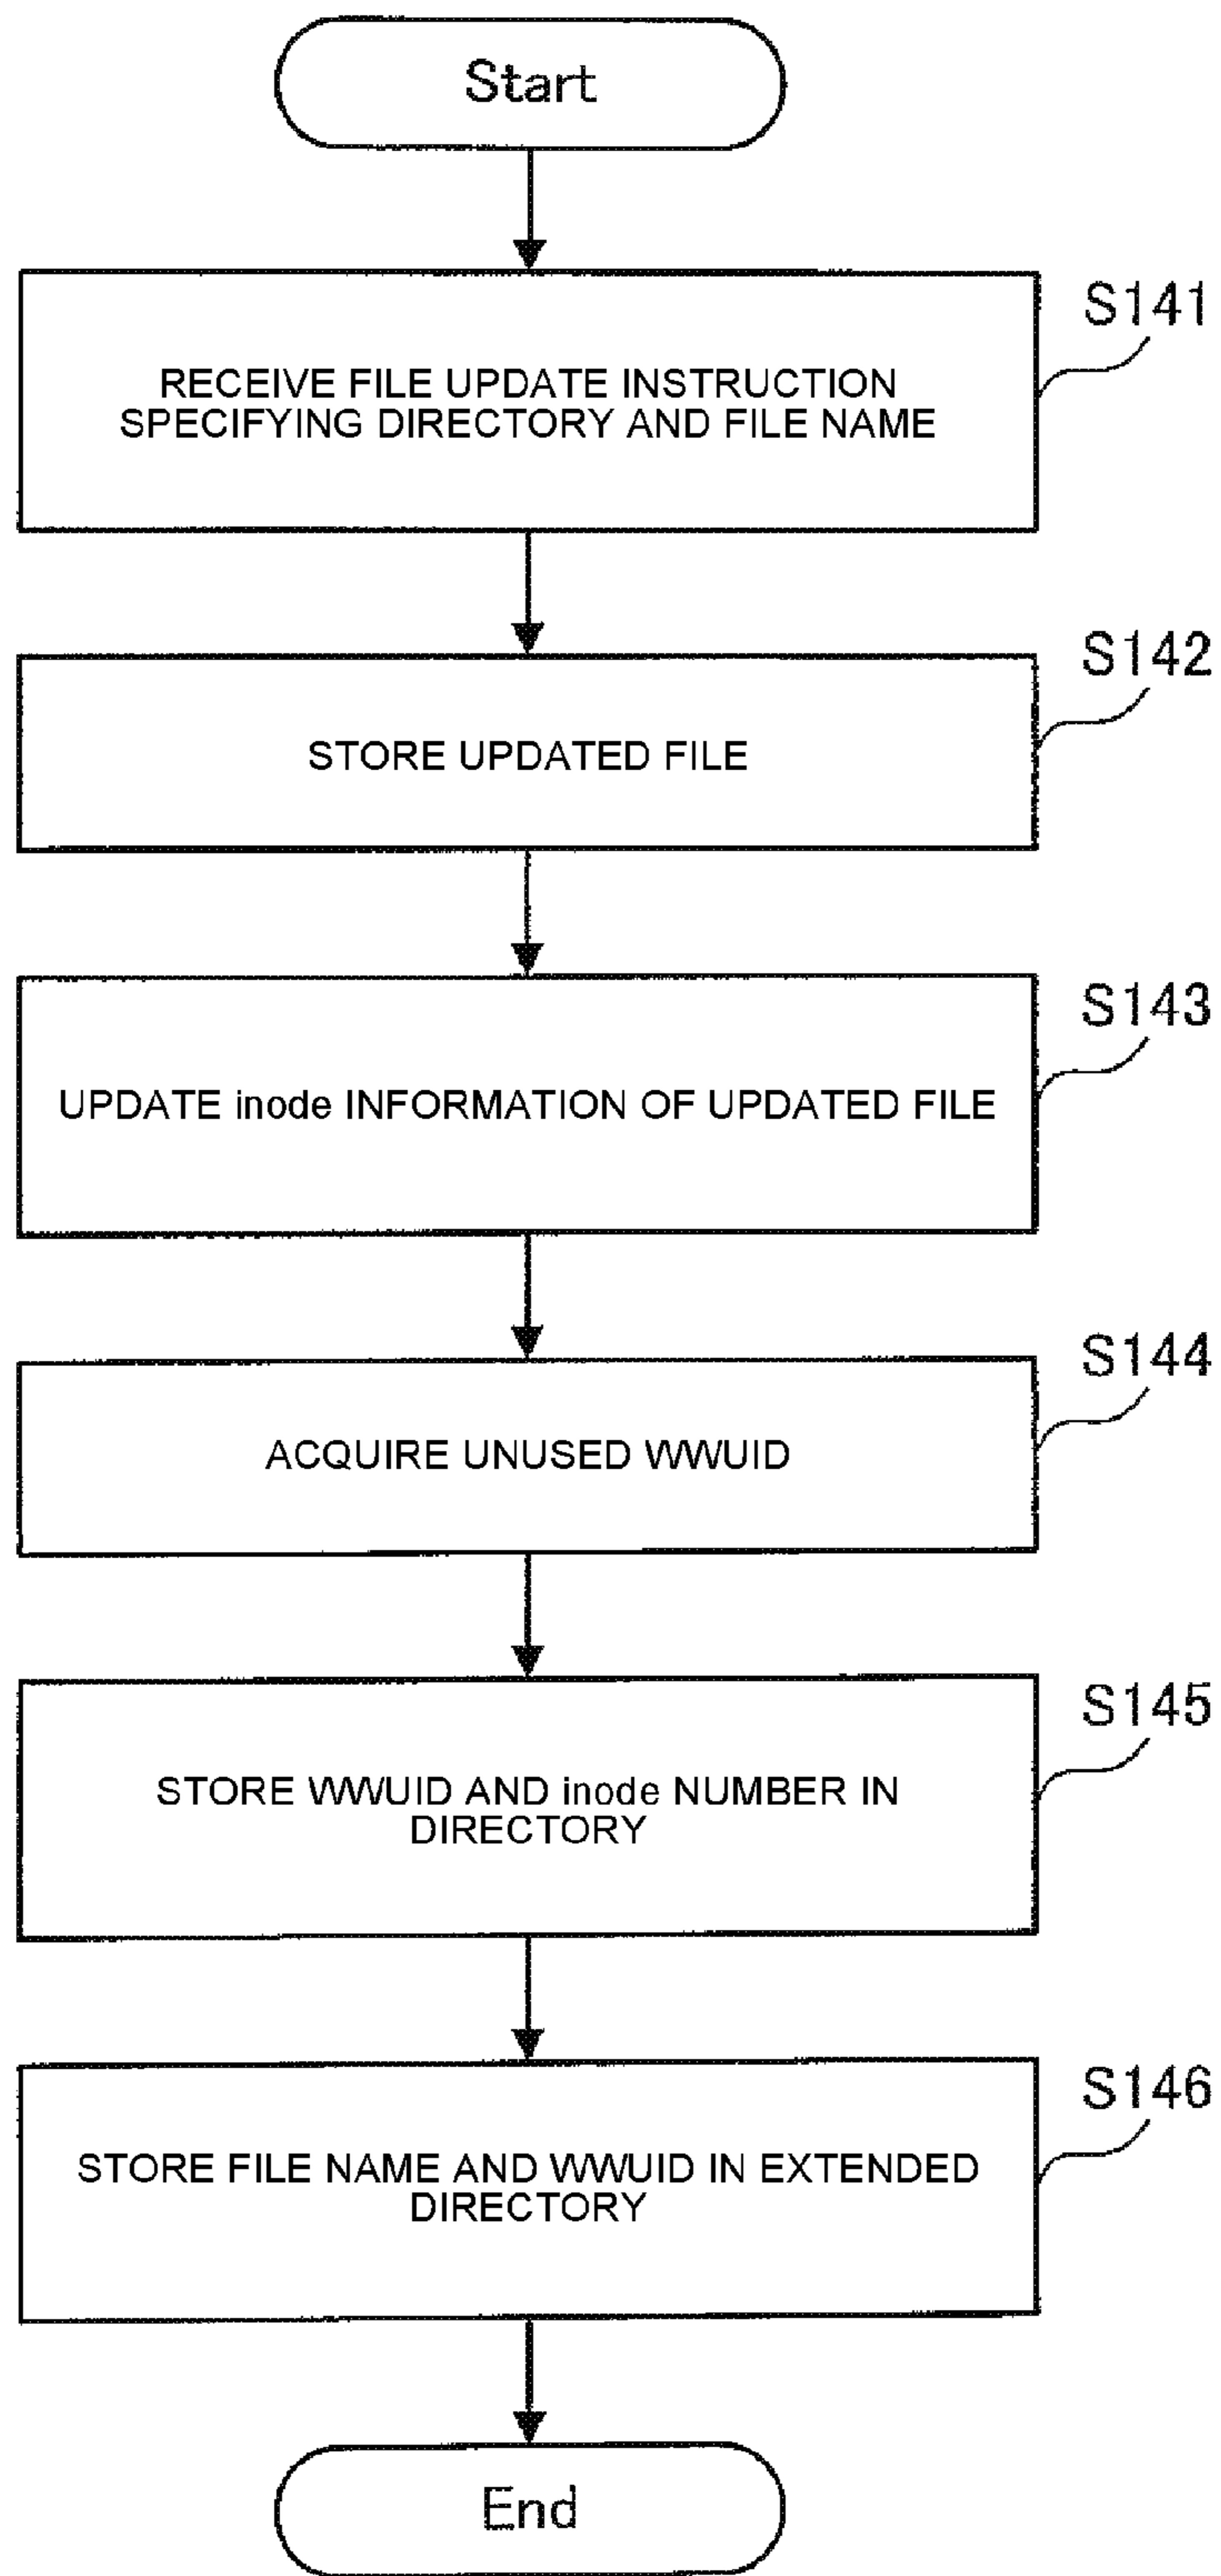 Start
S141
RECEIVE FILE UPDATE INSTRUCTION
SPECIFYING DIRECTORY AND FILE NAME
S142
STORE UPDATED FILE
S143
UPDATE inode INFORMATION OF UPDATED FILE
S144
ACQUIRE UNUSED WWUID
S145
STORE WWUID AND inode NUMBER IN
DIRECTORY
S146
STORE FILE NAME AND WWUID IN EXTENDED
DIRECTORY
End